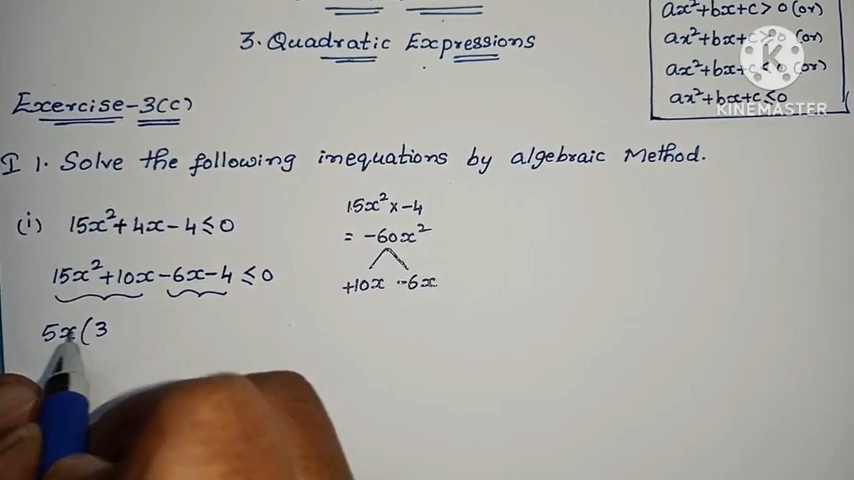 3. Quadratic Expressions
ax²+bx+c > 0 (or)
ax²+bx+c ≥ 0 (or)
ax²+bx+c < 0 (or)
ax²+bx+c ≤ 0
KINEMASTER
Exercise-3(c)
I 1. Solve the following inequations by algebraic Method.
(i) 15x²+4x-4 ≤ 0
15x²+10x-6x-4 ≤ 0
5x(3
15x² x -4
= -60x²
+10x -6x